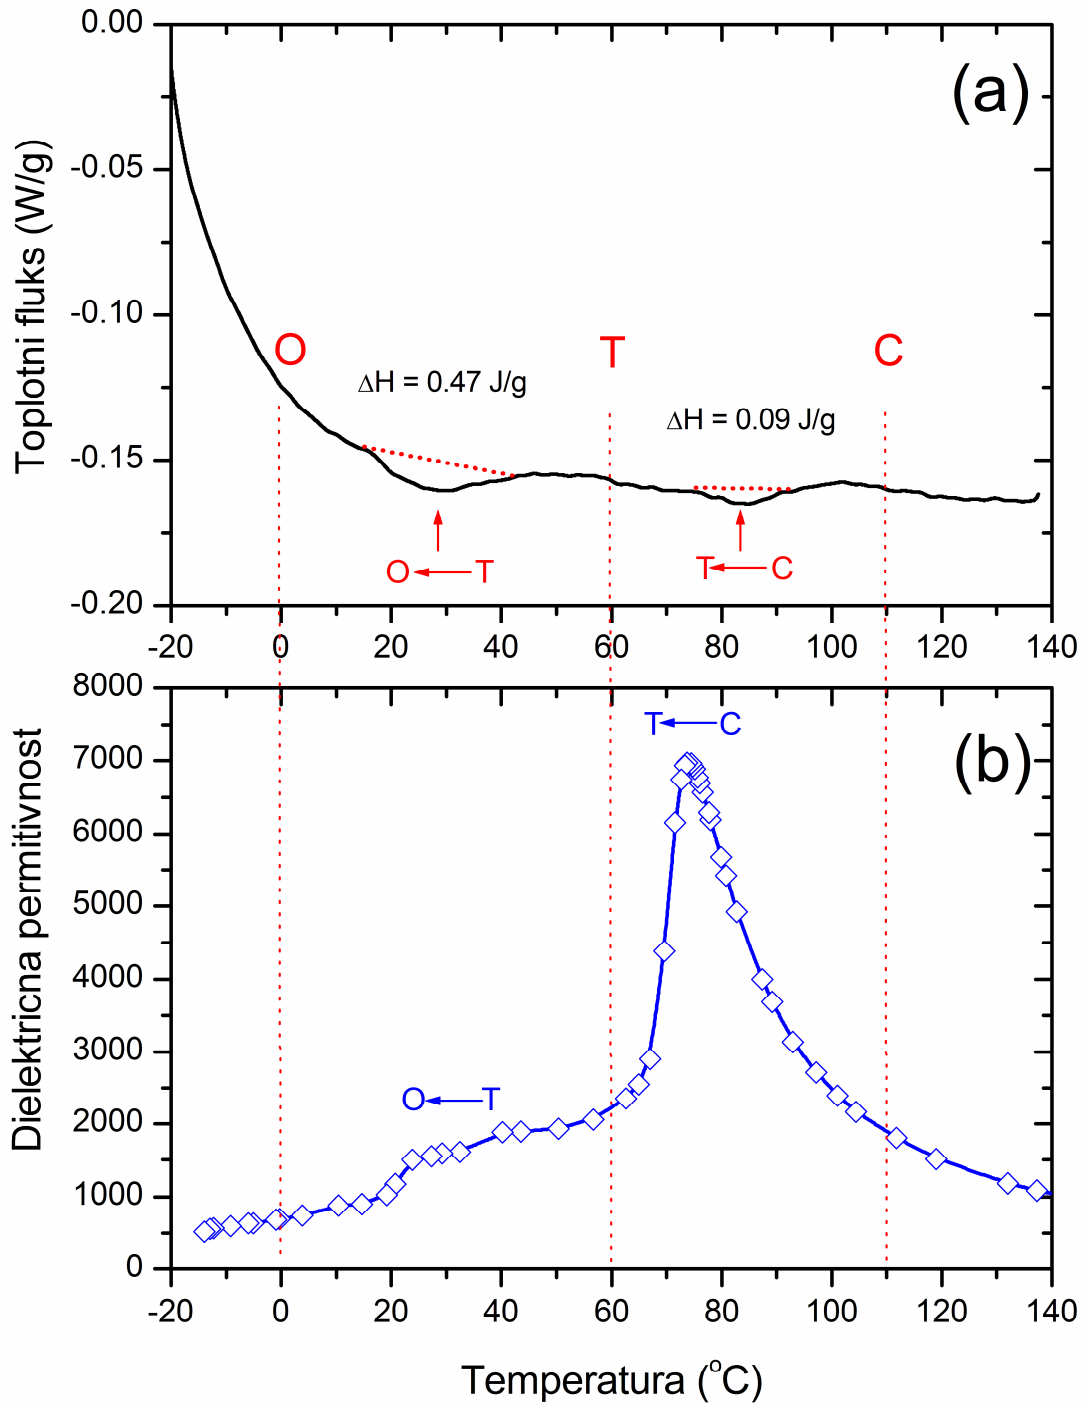 0.00
(a)
-0.05
Toplotni fluks (W/g)
-0.10
O T C
ΔH = 0.47 J/g
ΔH = 0.09 J/g
-0.15
O T
T C
-0.20
-20 0 20 40 60 80 100 120 140
8000
T C
(b)
7000
6000
5000
Dielektricna permitivnost
4000
3000
O T
2000
1000
0
-20 0 20 40 60 80 100 120 140
Temperatura (°C)